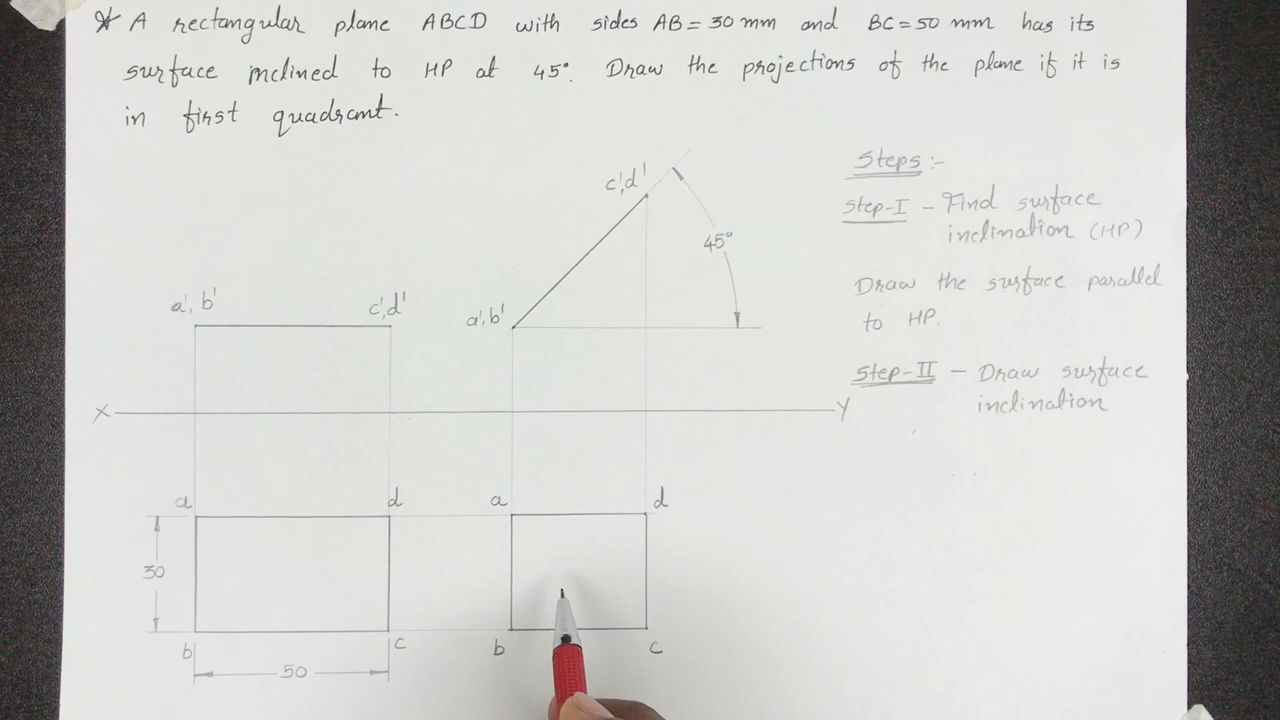 * A rectangular plane ABCD with sides AB = 30 mm and BC = 50 mm has its
surface inclined to HP at 45°. Draw the projections of the plane if it is
in first quadrant.
Steps :-
Step-I - Find surface
inclination (HP)
Draw the surface parallel
to HP.
Step-II - Draw surface
inclination
c',d'
45°
a', b'
c',d'
a',b'
X
Y
a
d
a
d
30
b
c
b
c
50